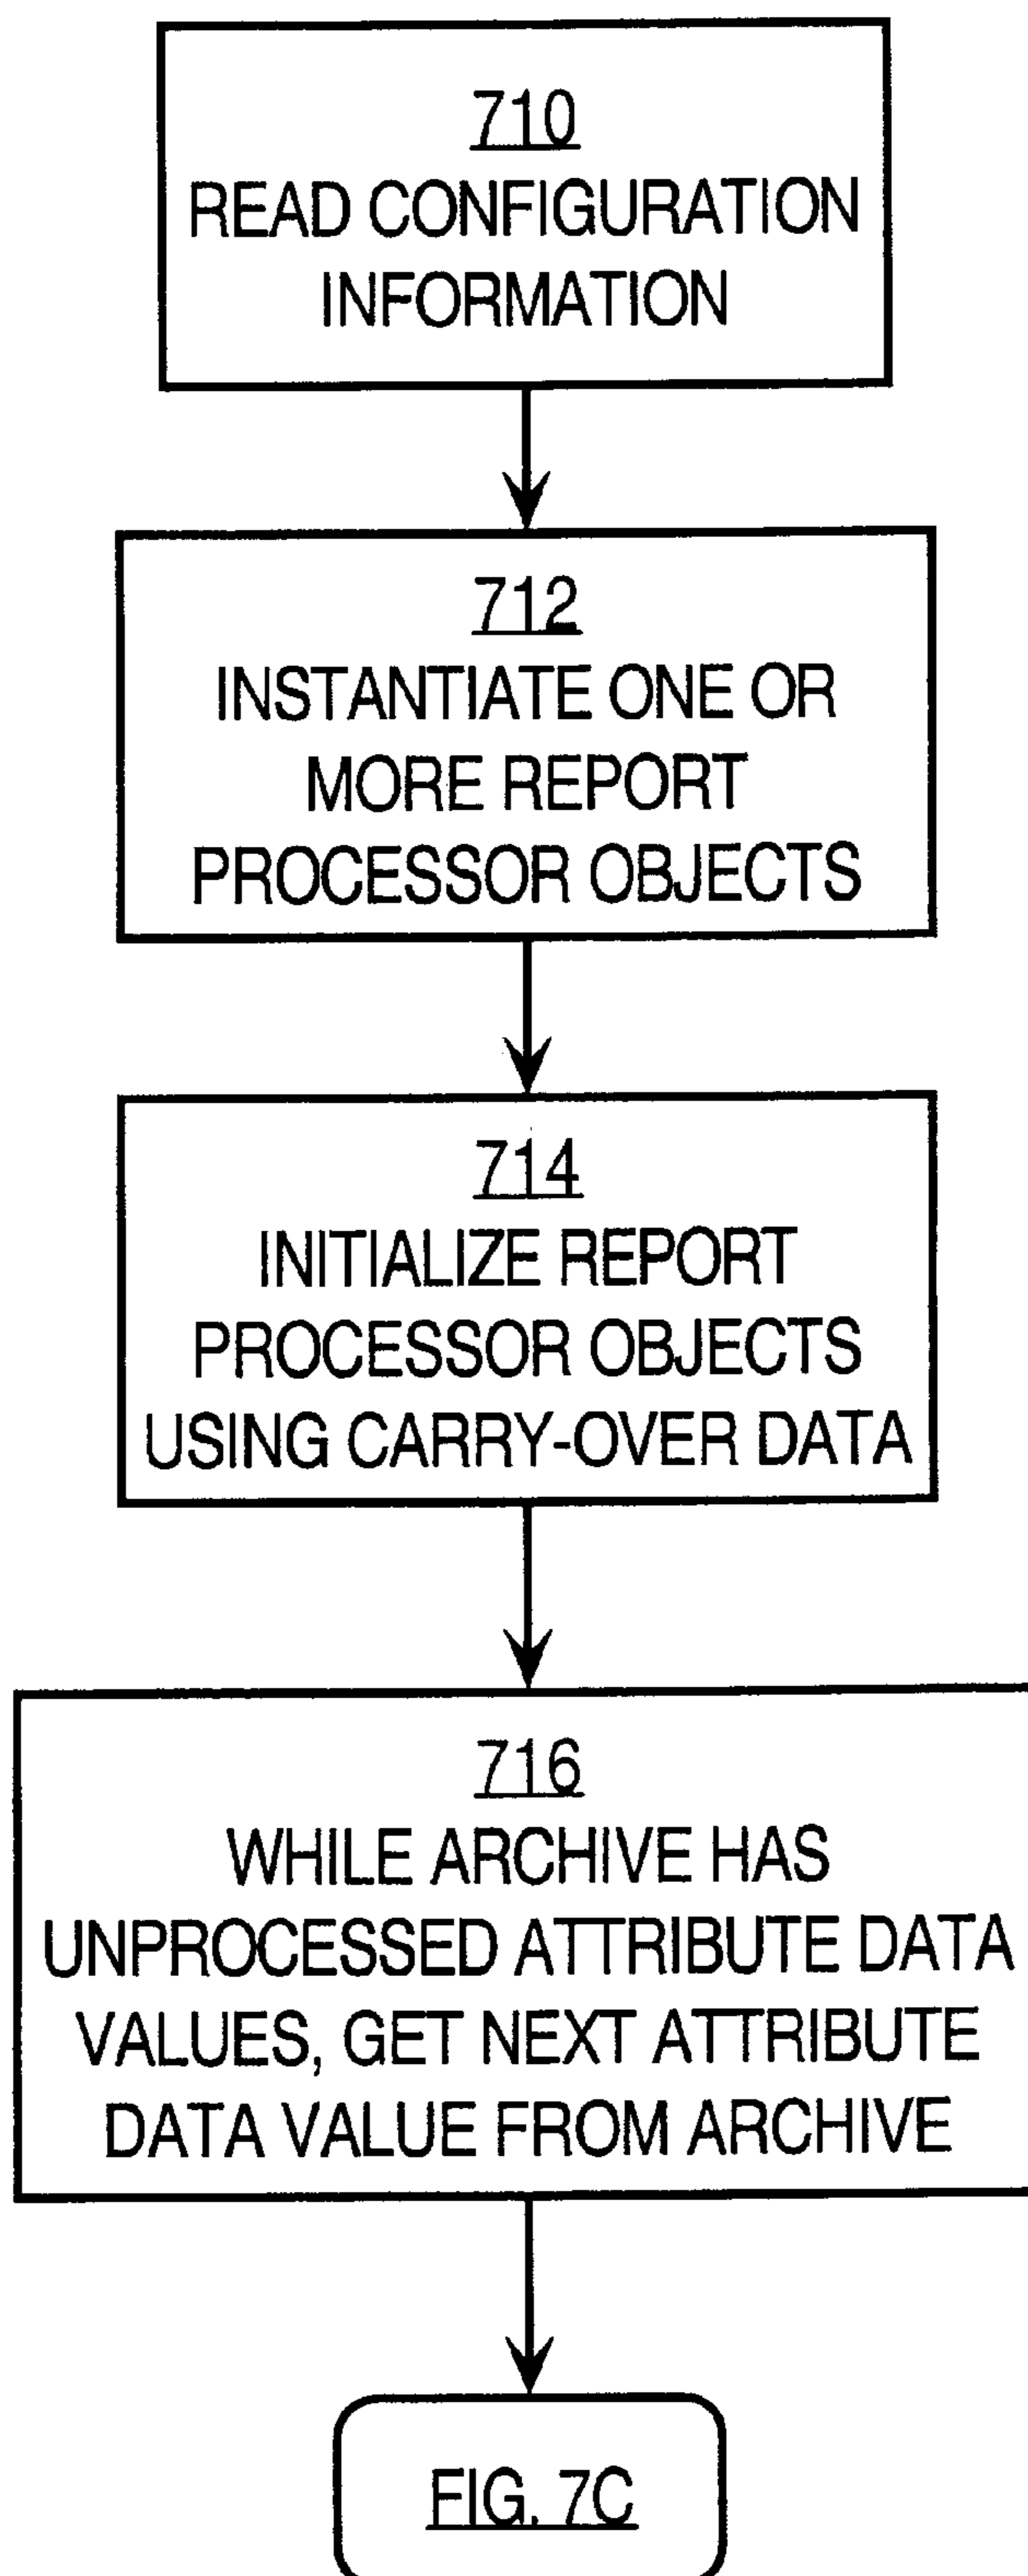 710
READ CONFIGURATION
INFORMATION
712
INSTANTIATE ONE OR
MORE REPORT
PROCESSOR OBJECTS
714
INITIALIZE REPORT
PROCESSOR OBJECTS
USING CARRY-OVER DATA
716
WHILE ARCHIVE HAS
UNPROCESSED ATTRIBUTE DATA
VALUES, GET NEXT ATTRIBUTE
DATA VALUE FROM ARCHIVE
FIG. 7C